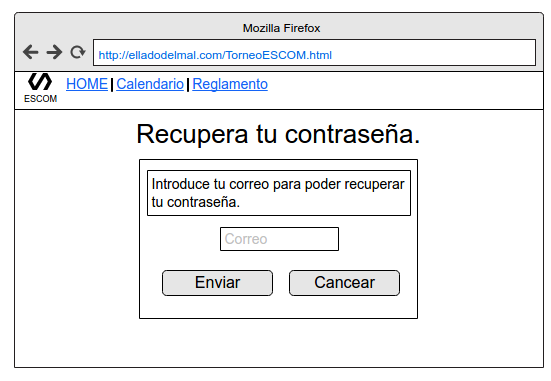 Mozilla Firefox
http://elladodelmal.com/TorneoESCOM.html
ESCOM
HOME | Calendario | Reglamento
Recupera tu contraseña.
Introduce tu correo para poder recuperar
tu contraseña.
Correo
Enviar Cancear